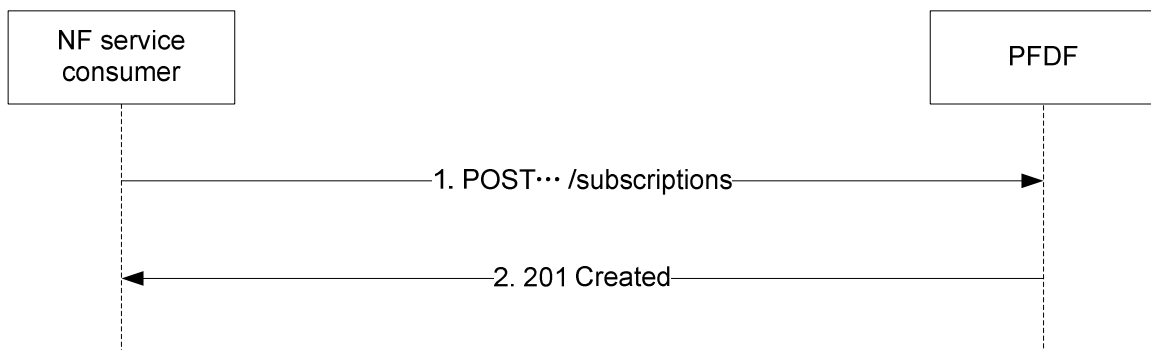 NF service
consumer
PFDF
1. POST… /subscriptions
2. 201 Created